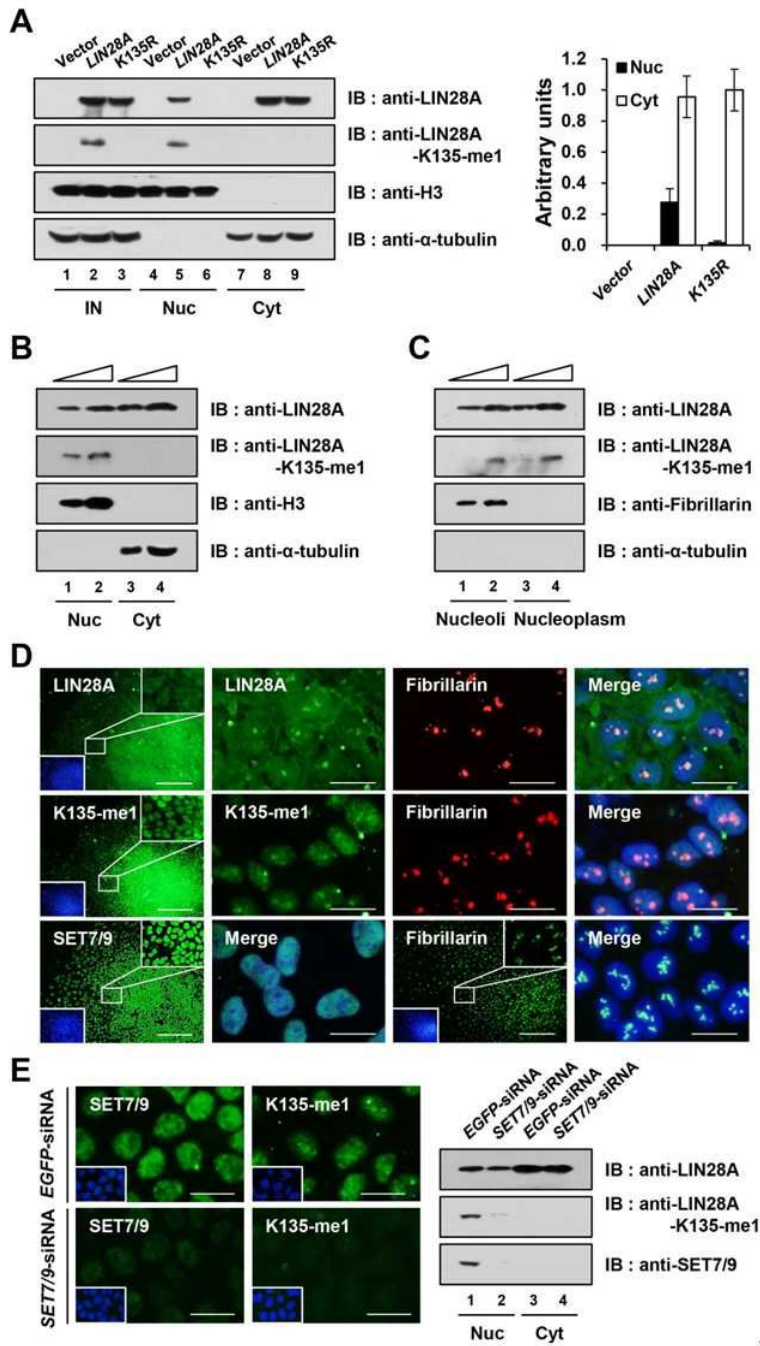 A
Vector LIN28A K135R Vector LIN28A K135R Vector LIN28A K135R
IB : anti-LIN28A
IB : anti-LIN28A
-K135-me1
IB : anti-H3
IB : anti-α-tubulin
1 2 3 4 5 6 7 8 9
IN Nuc Cyt
Arbitrary units
1.2
1.0
0.8
0.6
0.4
0.2
0.0
Nuc
Cyt
Vector LIN28A K135R
B
IB : anti-LIN28A
IB : anti-LIN28A
-K135-me1
IB : anti-H3
IB : anti-α-tubulin
1 2 3 4
Nuc Cyt
C
IB : anti-LIN28A
IB : anti-LIN28A
-K135-me1
IB : anti-Fibrillarin
IB : anti-α-tubulin
1 2 3 4
Nucleoli Nucleoplasm
D
LIN28A LIN28A Fibrillarin Merge
K135-me1 K135-me1 Fibrillarin Merge
SET7/9 Merge Fibrillarin Merge
E
EGFP-siRNA
SET7/9 K135-me1
SET7/9-siRNA
SET7/9 K135-me1
EGFP-siRNA SET7/9-siRNA EGFP-siRNA SET7/9-siRNA
IB : anti-LIN28A
IB : anti-LIN28A
-K135-me1
IB : anti-SET7/9
1 2 3 4
Nuc Cyt